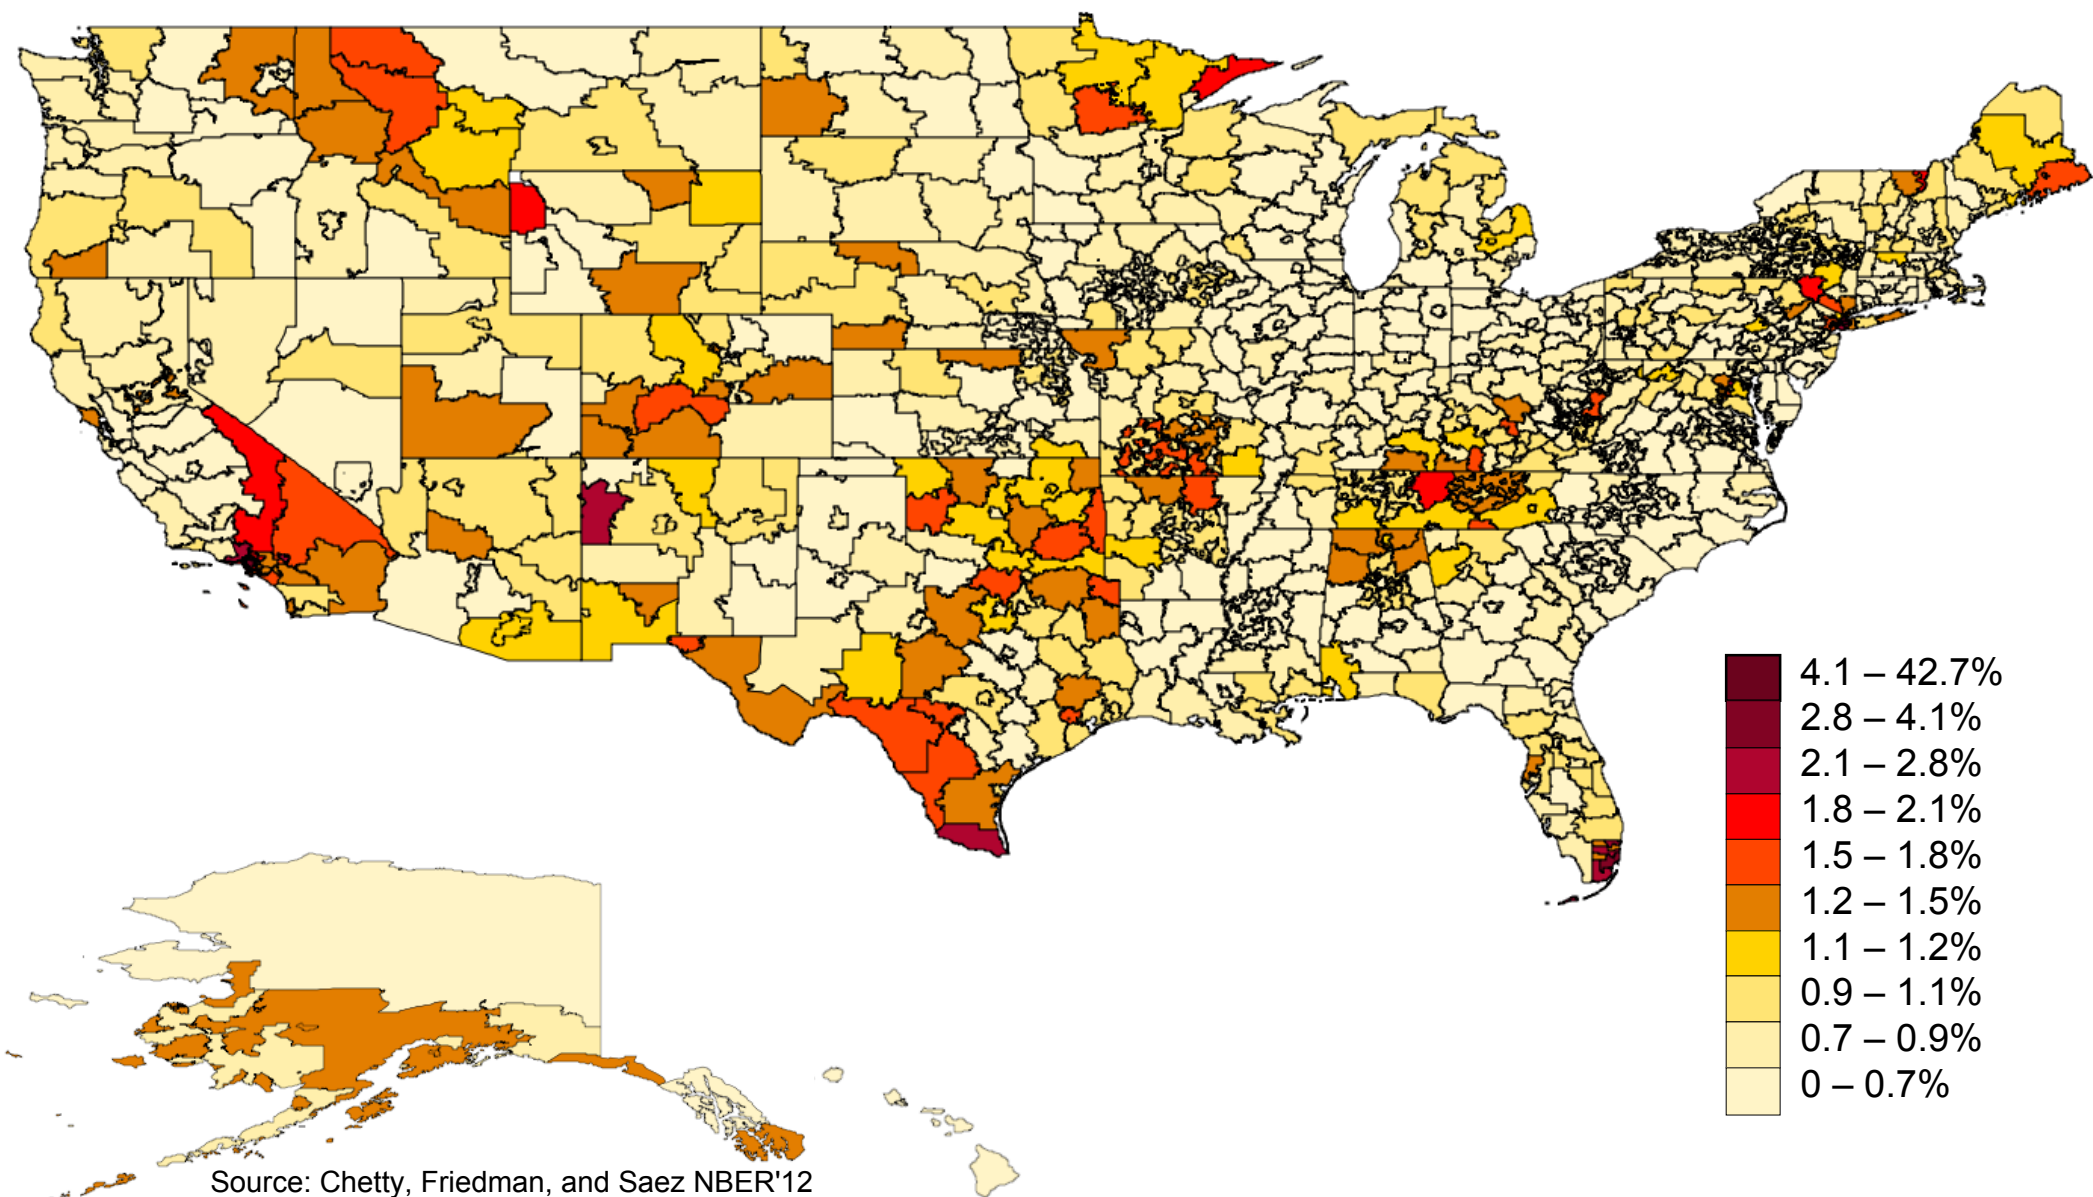 4.1 – 42.7%
2.8 – 4.1%
2.1 – 2.8%
1.8 – 2.1%
1.5 – 1.8%
1.2 – 1.5%
1.1 – 1.2%
0.9 – 1.1%
0.7 – 0.9%
0 – 0.7%
Source: Chetty, Friedman, and Saez NBER'12